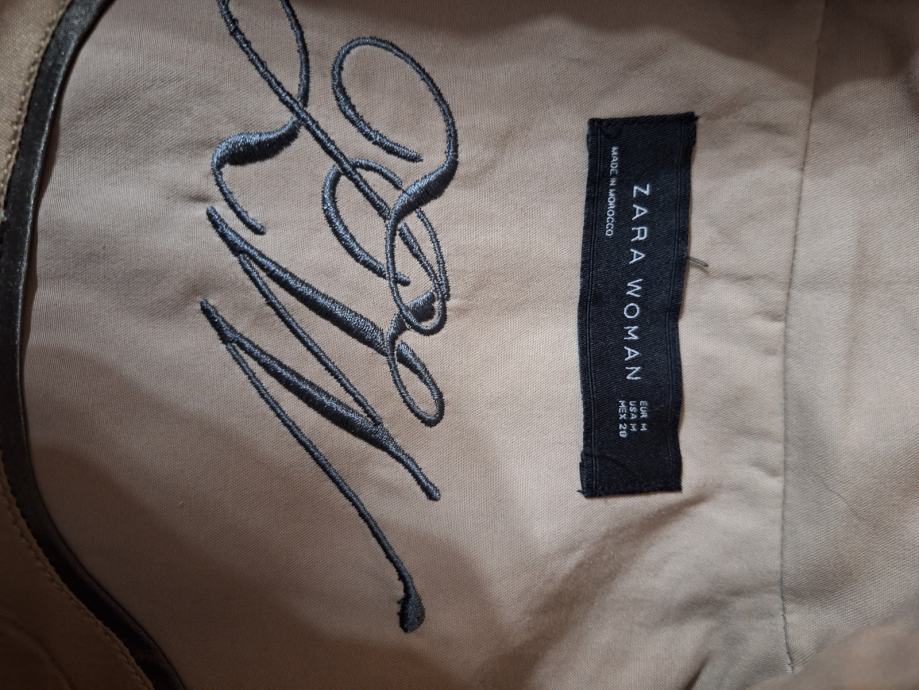 ZARA WOMAN
MADE IN MOROCCO
EUR M
USA M
MEX 28